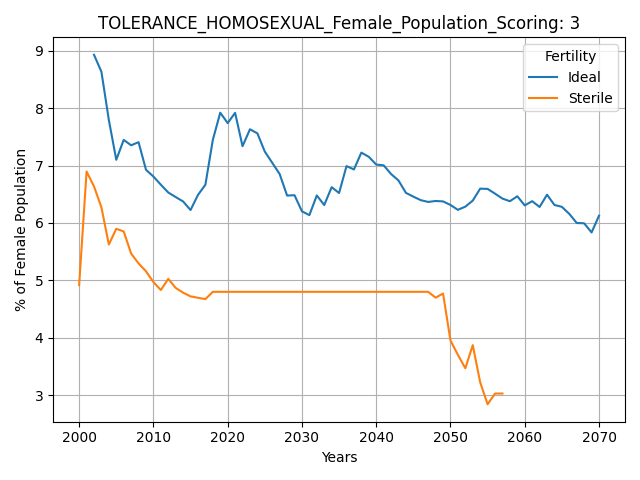 TOLERANCE_HOMOSEXUAL_Female_Population_Scoring: 3
Fertility
Ideal
Sterile
% of Female Population
9
8
7
6
5
4
3
2000 2010 2020 2030 2040 2050 2060 2070
Years